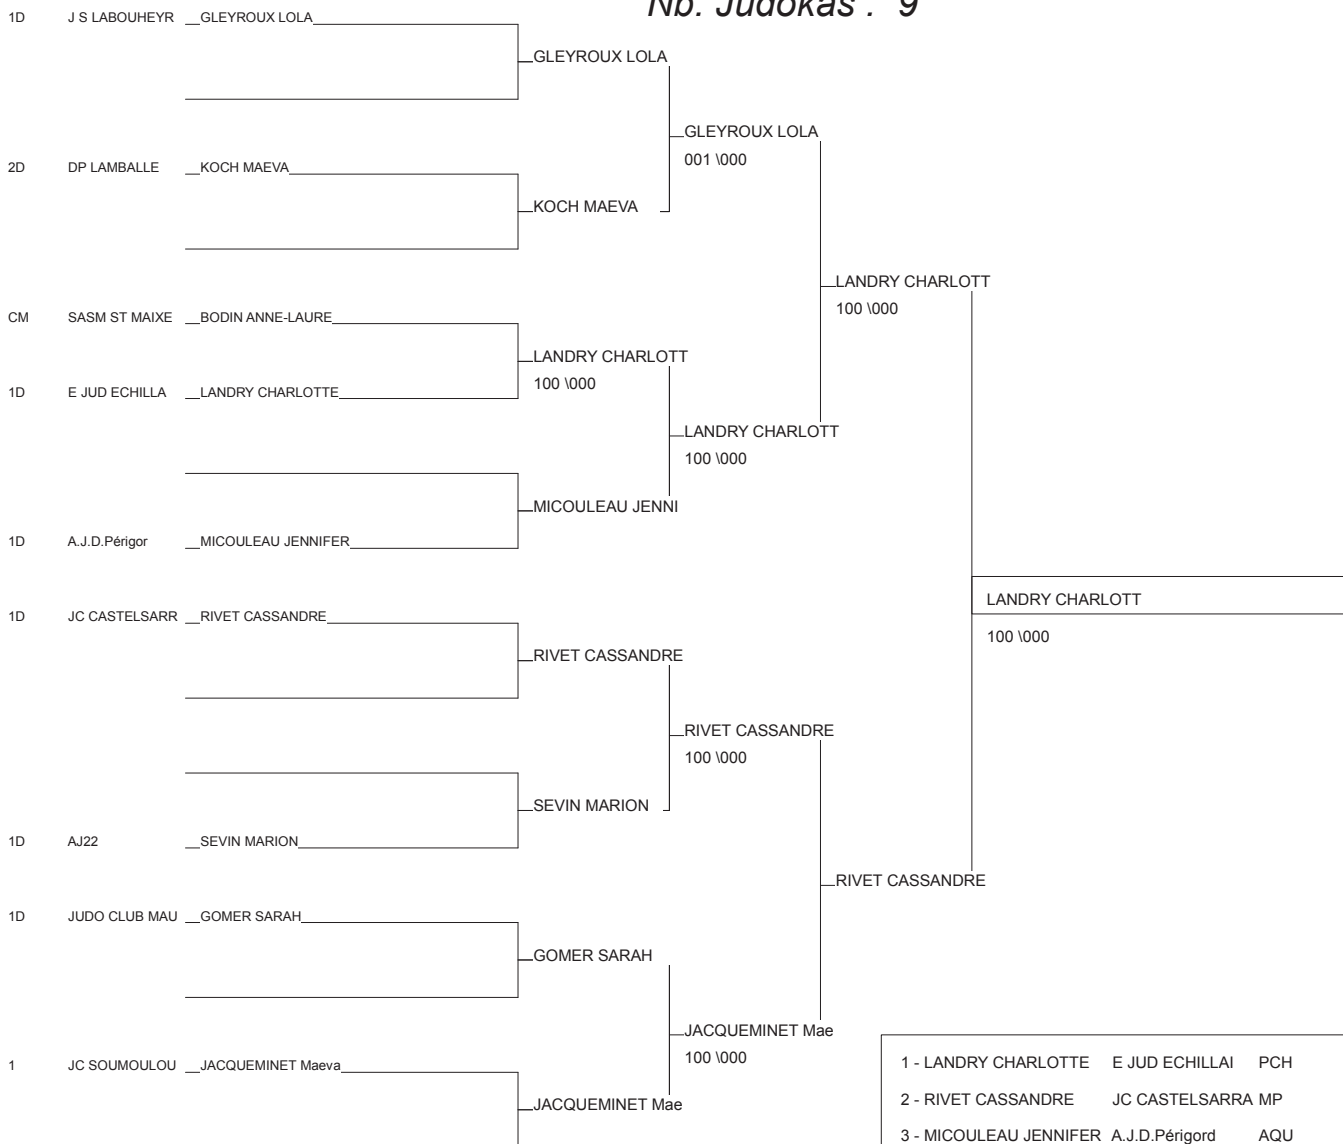 Nb. Judokas : 9
1D J S LABOUHEYR GLEYROUX LOLA
GLEYROUX LOLA
GLEYROUX LOLA
001 \000
2D DP LAMBALLE KOCH MAEVA
KOCH MAEVA
LANDRY CHARLOTT
100 \000
CM SASM ST MAIXE BODIN ANNE-LAURE
LANDRY CHARLOTT
100 \000
1D E JUD ECHILLA LANDRY CHARLOTTE
LANDRY CHARLOTT
100 \000
MICOULEAU JENNI
1D A.J.D.Périgor MICOULEAU JENNIFER
LANDRY CHARLOTT
100 \000
1D JC CASTELSARR RIVET CASSANDRE
RIVET CASSANDRE
RIVET CASSANDRE
100 \000
SEVIN MARION
1D AJ22 SEVIN MARION
RIVET CASSANDRE
1D JUDO CLUB MAU GOMER SARAH
GOMER SARAH
JACQUEMINET Mae
100 \000
1 JC SOUMOULOU JACQUEMINET Maeva
JACQUEMINET Mae
1 - LANDRY CHARLOTTE E JUD ECHILLAI PCH
2 - RIVET CASSANDRE JC CASTELSARRA MP
3 - MICOULEAU JENNIFER A.J.D.Périgord AQU